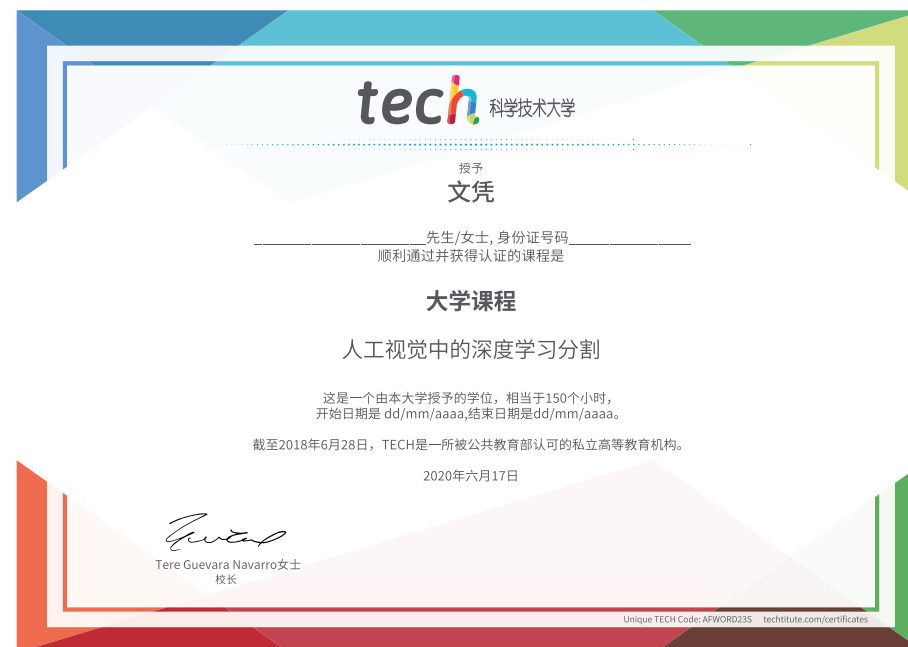 tech 科学技术大学
授予
文凭
______________________先生/女士, 身份证号码________________
顺利通过并获得认证的课程是
大学课程
人工视觉中的深度学习分割
这是一个由本大学授予的学位，相当于150个小时，
开始日期是 dd/mm/aaaa,结束日期是dd/mm/aaaa。
截至2018年6月28日，TECH是一所被公共教育部认可的私立高等教育机构。
2020年六月17日
Tere Guevara Navarro女士
校长
Unique TECH Code: AFWORD23S techtitute.com/certificates